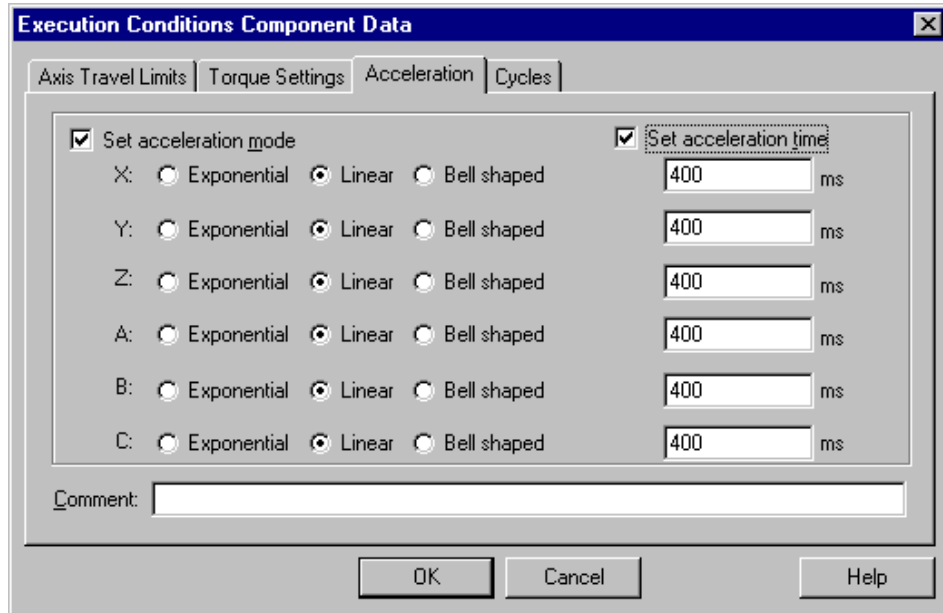 Execution Conditions Component Data
Axis Travel Limits Torque Settings Acceleration Cycles
Set acceleration mode Set acceleration time
X: Exponential Linear Bell shaped 400 ms
Y: Exponential Linear Bell shaped 400 ms
Z: Exponential Linear Bell shaped 400 ms
A: Exponential Linear Bell shaped 400 ms
B: Exponential Linear Bell shaped 400 ms
C: Exponential Linear Bell shaped 400 ms
Comment:
OK Cancel Help